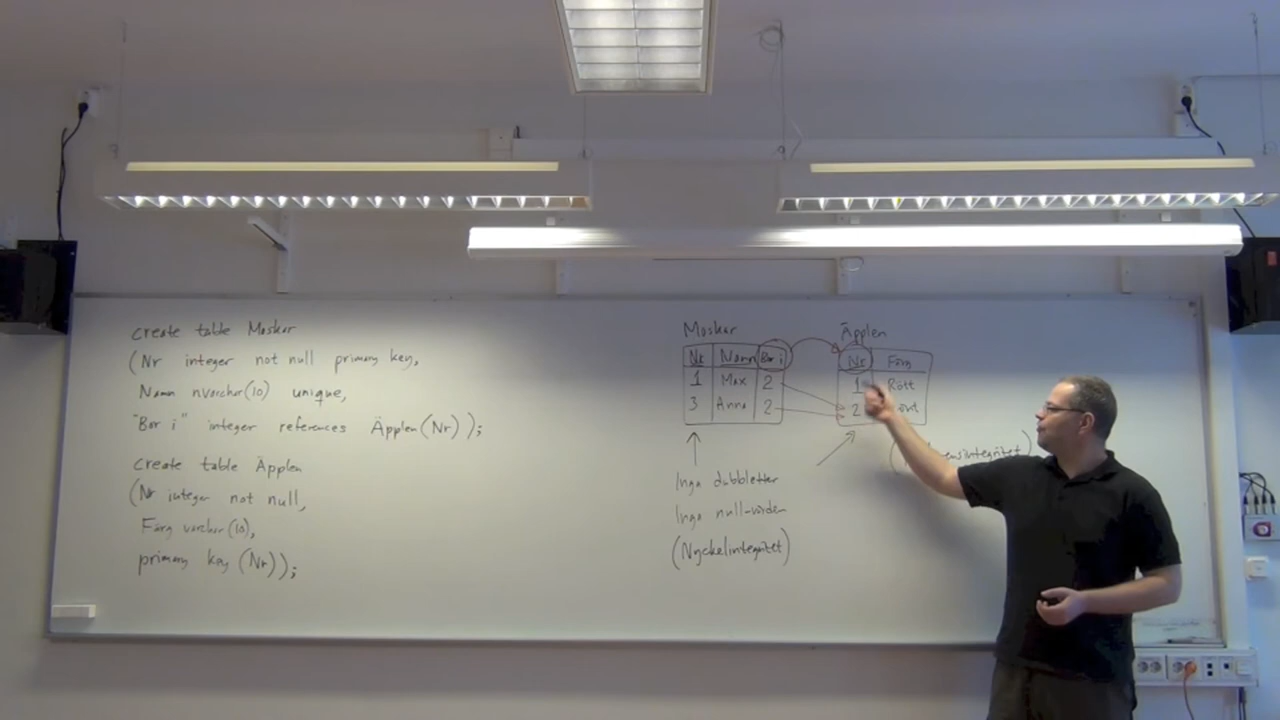 create table Maskar
(Nr integer not null primary key,
Namn nvarchar(10) unique,
"Bor i" integer references Äpplen(Nr));
create table Äpplen
(Nr integer not null,
Färg varchar(10),
primary key (Nr));
Maskar
Nr Namn Bor i
1 Max 2
3 Anna 2
Äpplen
Nr Färg
1 Rött
2
Inga dubbletter
Inga null-värden
(Nyckelintegritet)